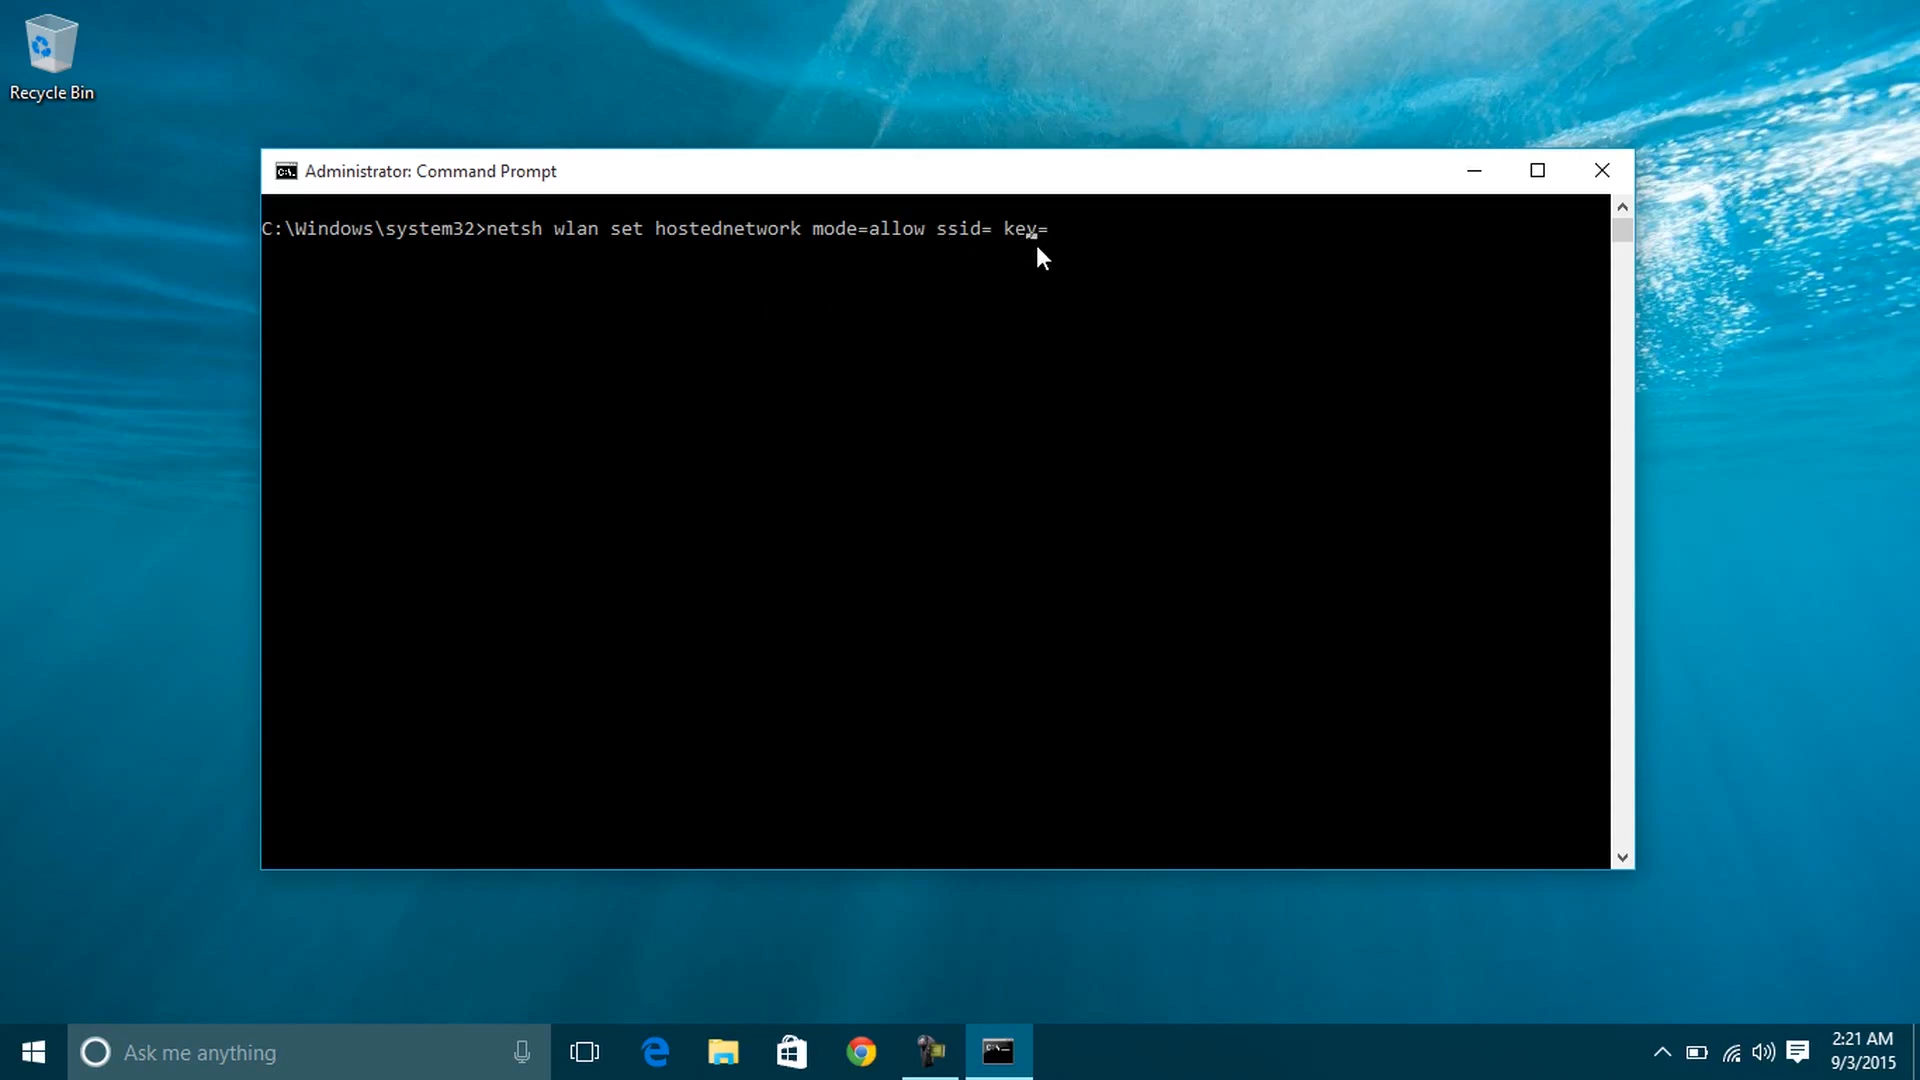 Recycle Bin
Administrator: Command Prompt
C:\Windows\system32>netsh wlan set hostednetwork mode=allow ssid= key=
Ask me anything
2:21 AM
9/3/2015